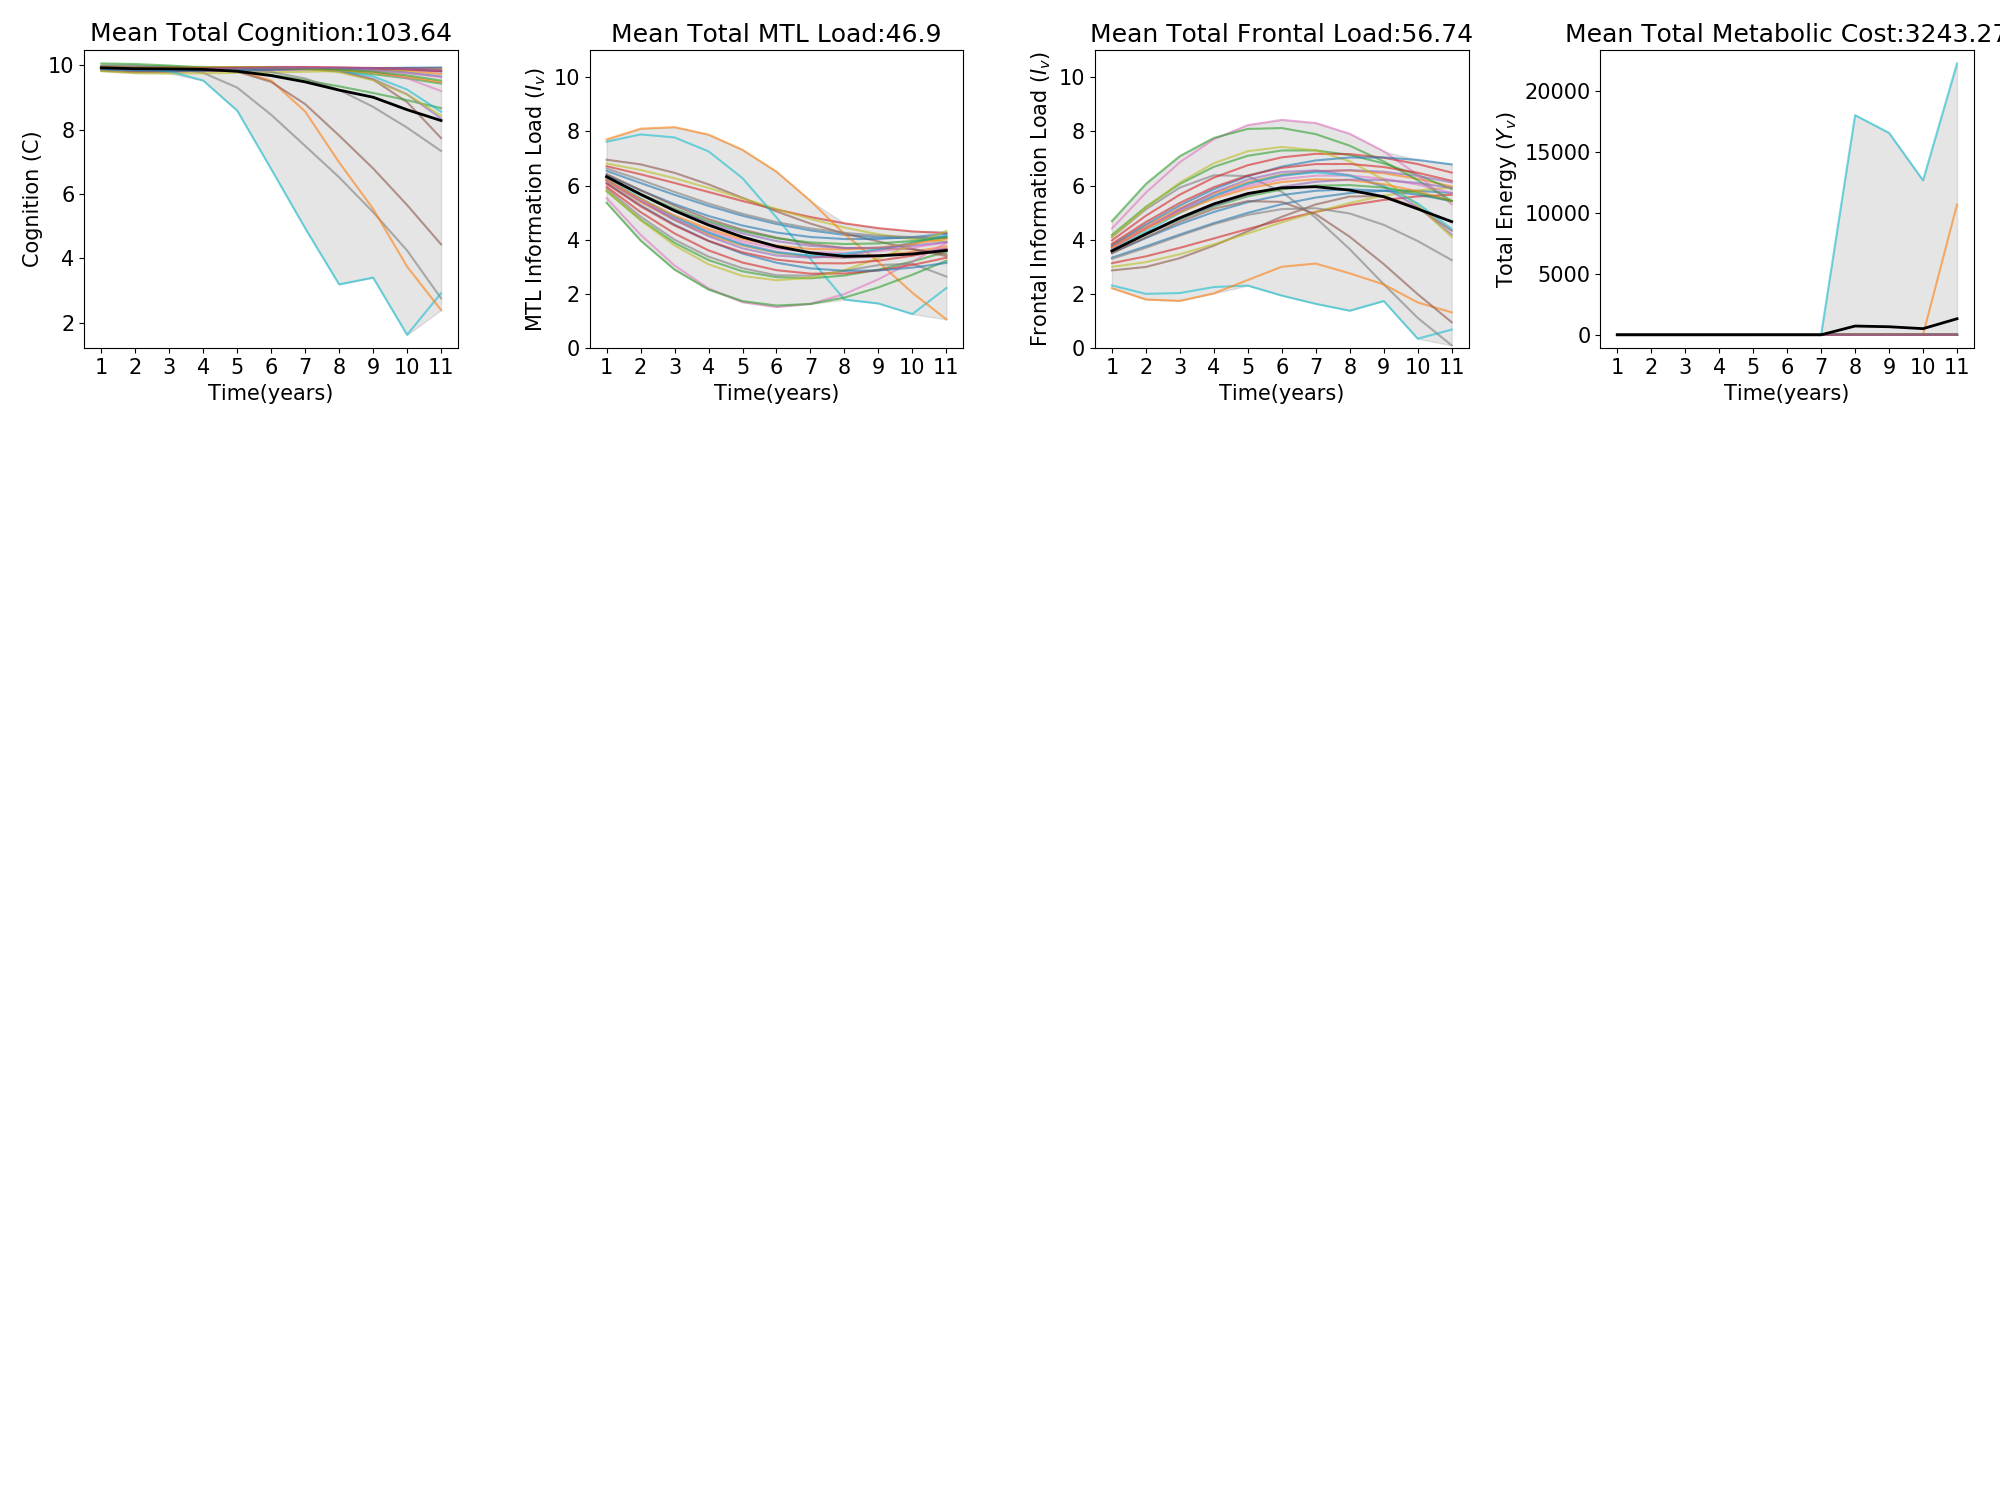 Mean Total Cognition:103.64
Cognition (C)
10
8
6
4
2
1 2 3 4 5 6 7 8 9 10 11
Time(years)
Mean Total MTL Load:46.9
MTL Information Load (Iᵥ)
10
8
6
4
2
0
1 2 3 4 5 6 7 8 9 10 11
Time(years)
Mean Total Frontal Load:56.74
Frontal Information Load (Iᵥ)
10
8
6
4
2
0
1 2 3 4 5 6 7 8 9 10 11
Time(years)
Mean Total Metabolic Cost:3243.27
Total Energy (Yᵥ)
20000
15000
10000
5000
0
1 2 3 4 5 6 7 8 9 10 11
Time(years)